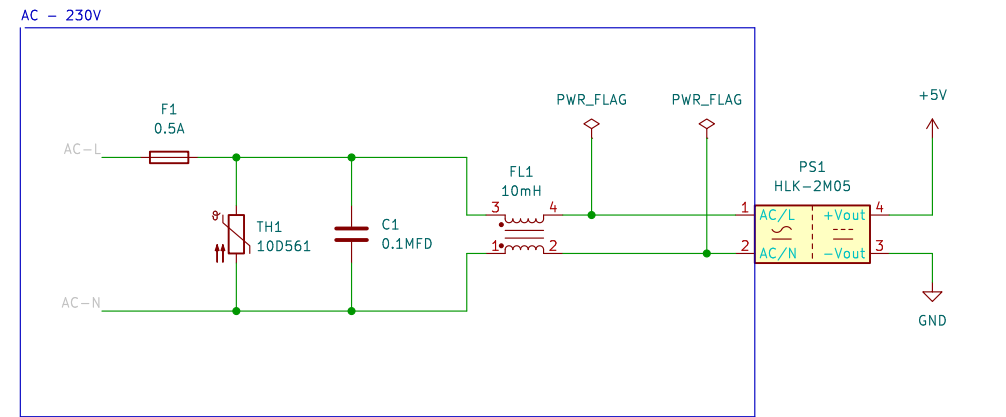 AC - 230V
+5V
PWR_FLAG PWR_FLAG
F1
0.5A
AC-L
PS1
HLK-2M05
FL1
10mH
3 4
1 AC/L +Vout 4
TH1
10D561
C1
0.1MFD
1 2
2 AC/N -Vout 3
AC-N
GND